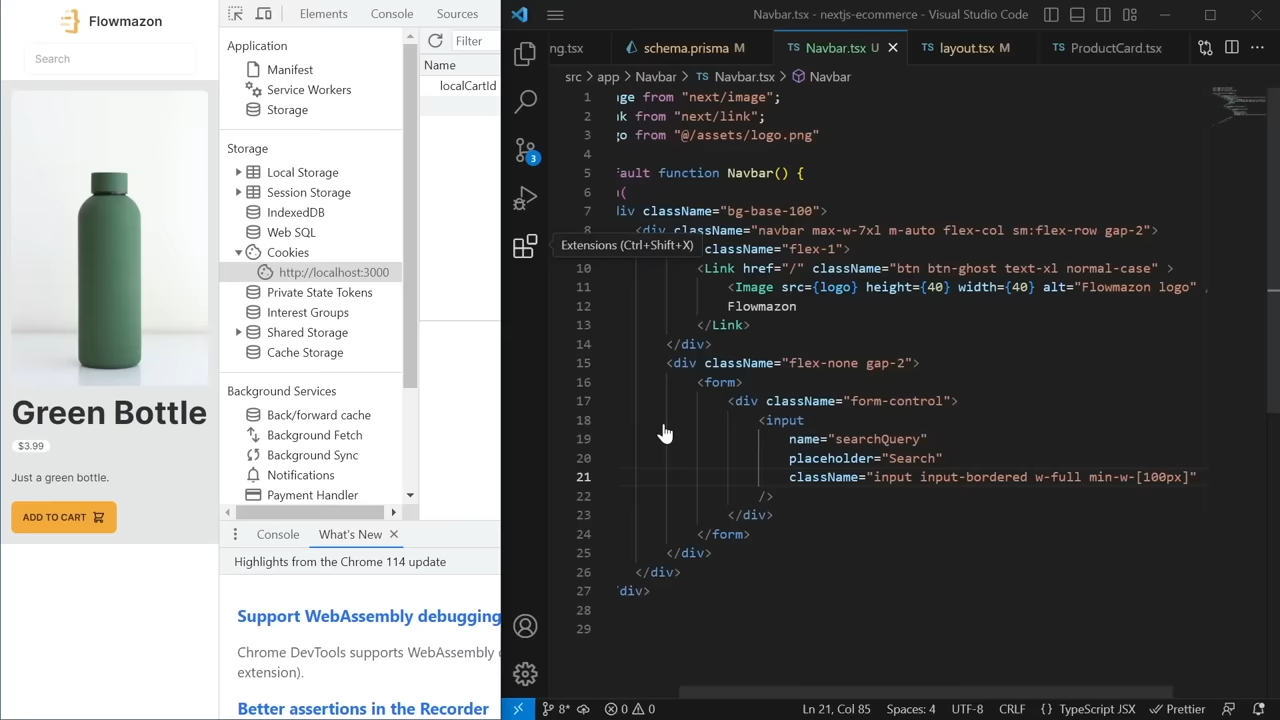 Flowmazon
Search
Green Bottle
$3.99
Just a green bottle.
ADD TO CART
Elements
Console
Sources
Application
Manifest
Service Workers
Storage
Storage
Local Storage
Session Storage
IndexedDB
Web SQL
Cookies
http://localhost:3000
Private State Tokens
Interest Groups
Shared Storage
Cache Storage
Background Services
Back/forward cache
Background Fetch
Background Sync
Notifications
Payment Handler
Filter
Name
localCartId
Console
What's New
Highlights from the Chrome 114 update
Support WebAssembly debugging
Chrome DevTools supports WebAssembly
extension).
Better assertions in the Recorder
Navbar.tsx - nextjs-ecommerce - Visual Studio Code
ng.tsx
schema.prisma M
TS Navbar.tsx U
TS layout.tsx M
TS ProductCard.tsx
src > app > Navbar > TS Navbar.tsx > Navbar
1 ge from "next/image";
2 k from "next/link";
3 o from "@/assets/logo.png"
4
5 ault function Navbar() {
6 (
7 div className="bg-base-100">
8 <div className="navbar max-w-7xl m-auto flex-col sm:flex-row gap-2">
className="flex-1">
Extensions (Ctrl+Shift+X)
10 <Link href="/" className="btn btn-ghost text-xl normal-case" >
11 <Image src={logo} height={40} width={40} alt="Flowmazon logo"
12 Flowmazon
13 </Link>
14 </div>
15 <div className="flex-none gap-2">
16 <form>
17 <div className="form-control">
18 <input
19 name="searchQuery"
20 placeholder="Search"
21 className="input input-bordered w-full min-w-[100px]"
22 />
23 </div>
24 </form>
25 </div>
26 </div>
27 div>
28
29
3
8*
0
0
Ln 21, Col 85
Spaces: 4
UTF-8
CRLF
{} TypeScript JSX
Prettier